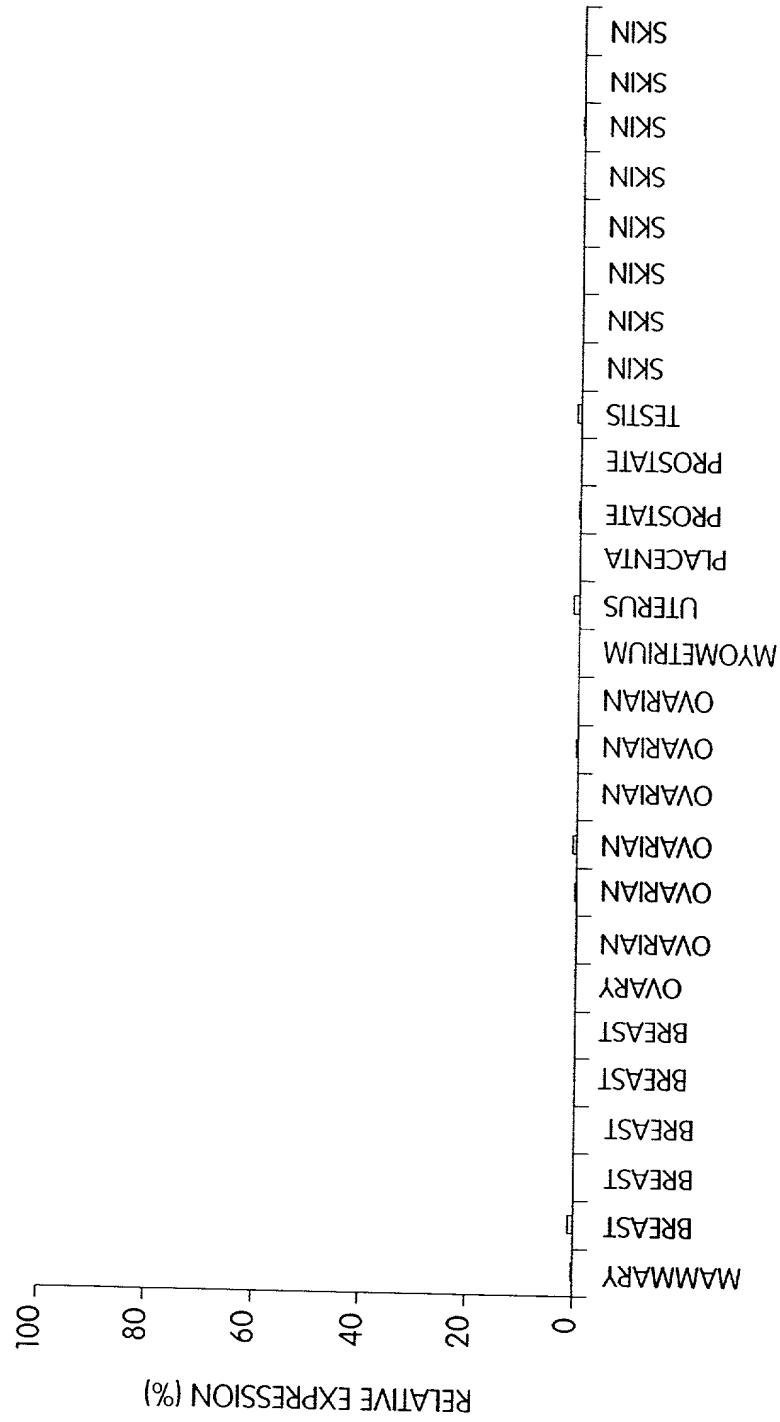 RELATIVE EXPRESSION (%)
100
80
60
40
20
0
MAMMARY
BREAST
BREAST
BREAST
BREAST
BREAST
OVARY
OVARIAN
OVARIAN
OVARIAN
OVARIAN
OVARIAN
OVARIAN
MYOMETRIUM
UTERUS
PLACENTA
PROSTATE
PROSTATE
TESTIS
SKIN
SKIN
SKIN
SKIN
SKIN
SKIN
SKIN
SKIN